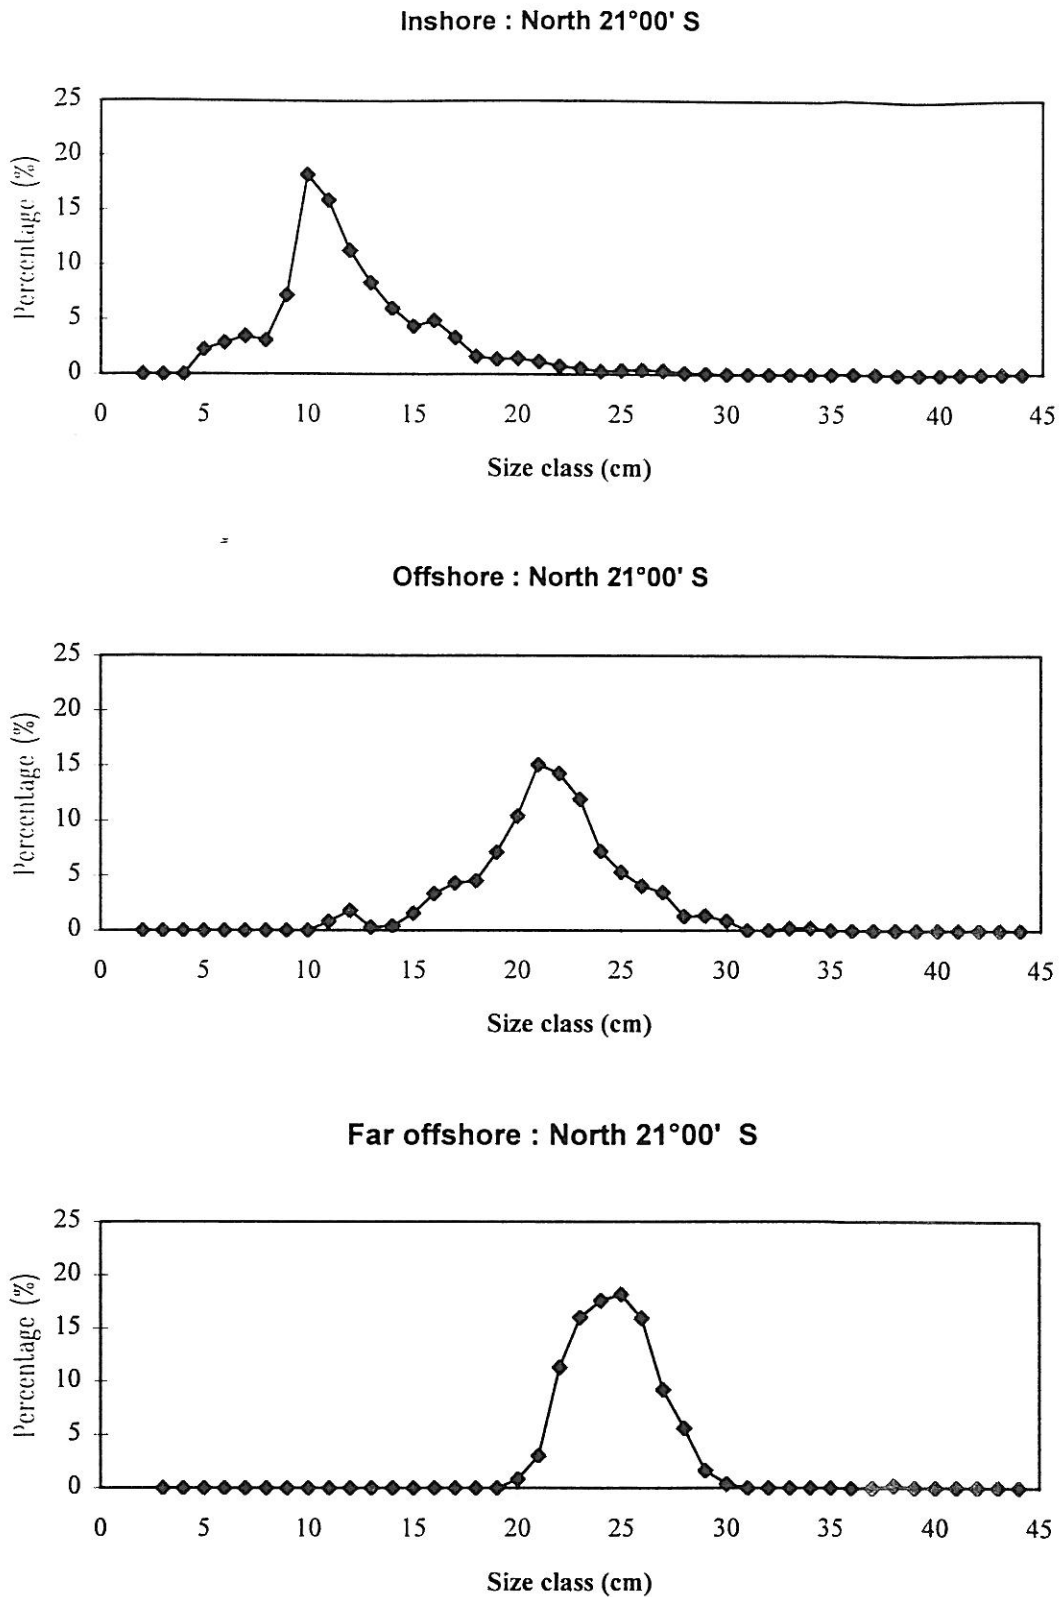 Inshore : North 21°00' S
25
20
15
10
5
0
Percentage (%)
0 5 10 15 20 25 30 35 40 45
Size class (cm)
Offshore : North 21°00' S
25
20
15
10
5
0
Percentage (%)
0 5 10 15 20 25 30 35 40 45
Size class (cm)
Far offshore : North 21°00' S
25
20
15
10
5
0
Percentage (%)
0 5 10 15 20 25 30 35 40 45
Size class (cm)